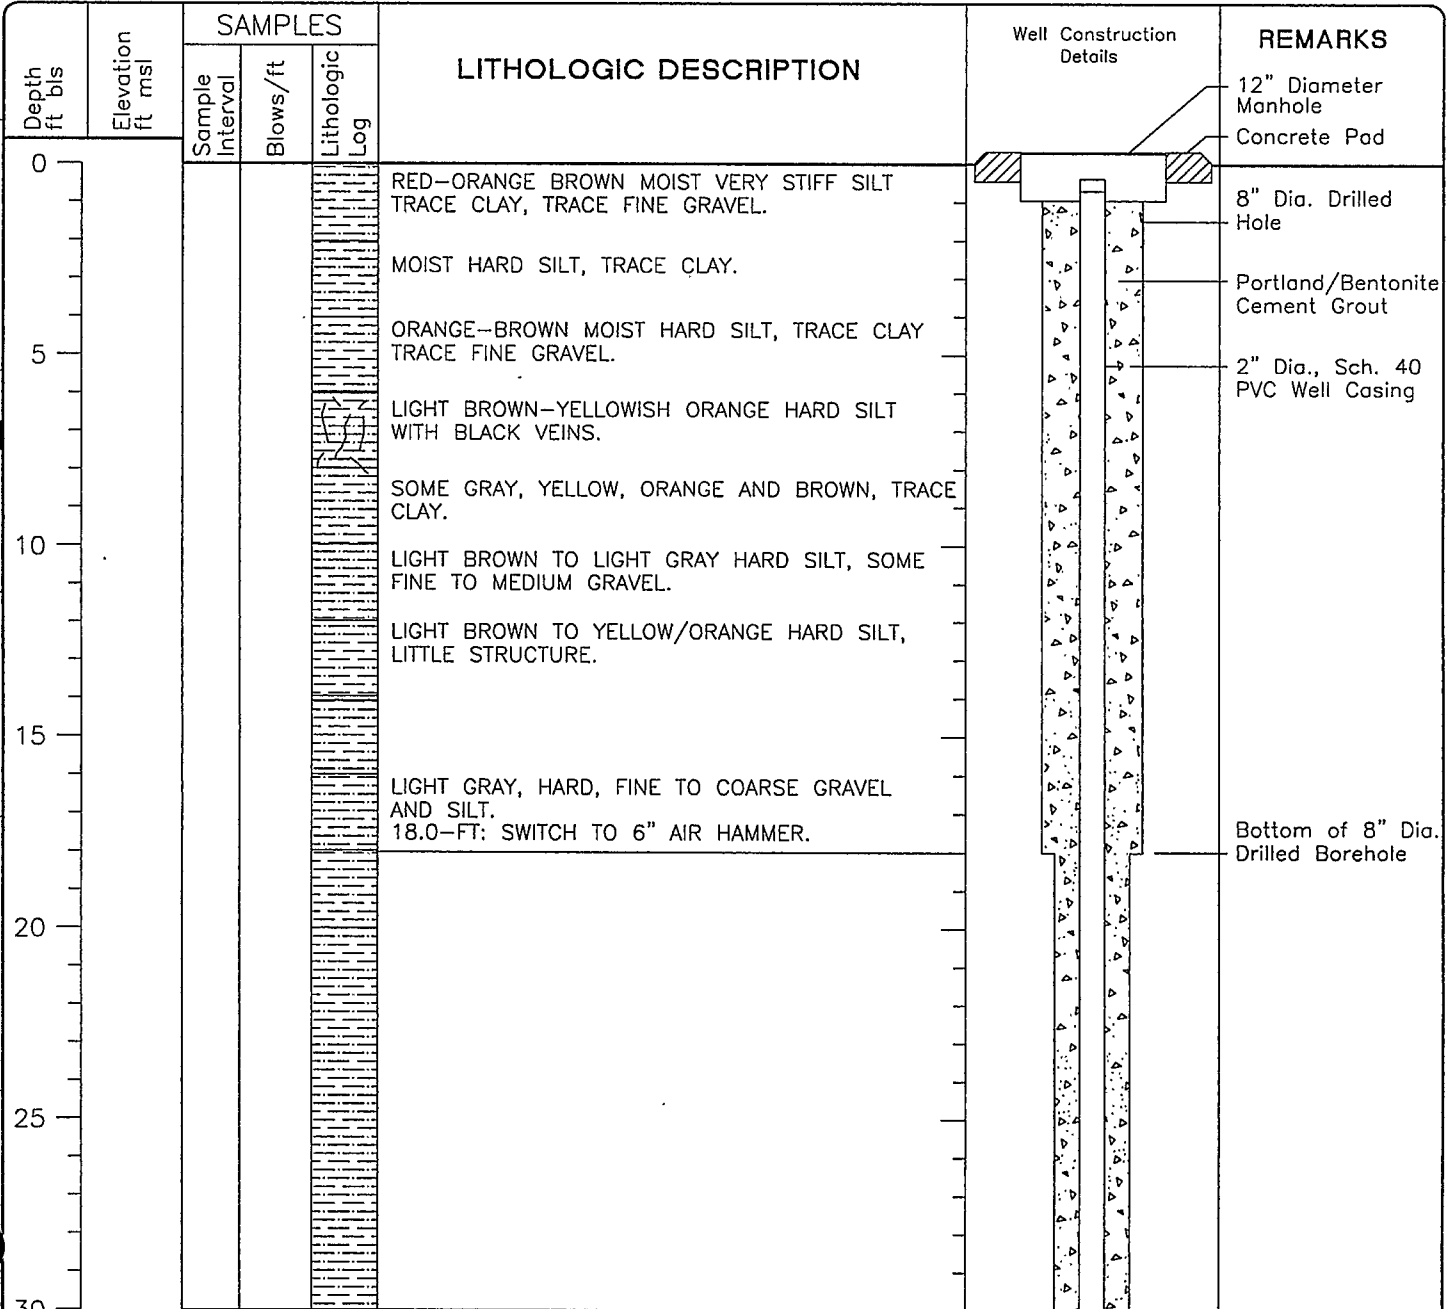 Depth
ft bls
Elevation
ft msl
SAMPLES
Sample
Interval
Blows/ft
Lithologic
Log
LITHOLOGIC DESCRIPTION
Well Construction
Details
REMARKS
12" Diameter
Manhole
Concrete Pad
0
RED-ORANGE BROWN MOIST VERY STIFF SILT
TRACE CLAY, TRACE FINE GRAVEL.
8" Dia. Drilled
Hole
MOIST HARD SILT, TRACE CLAY.
Portland/Bentonite
Cement Grout
ORANGE-BROWN MOIST HARD SILT, TRACE CLAY
TRACE FINE GRAVEL.
5
2" Dia., Sch. 40
PVC Well Casing
LIGHT BROWN-YELLOWISH ORANGE HARD SILT
WITH BLACK VEINS.
SOME GRAY, YELLOW, ORANGE AND BROWN, TRACE
CLAY.
10
LIGHT BROWN TO LIGHT GRAY HARD SILT, SOME
FINE TO MEDIUM GRAVEL.
LIGHT BROWN TO YELLOW/ORANGE HARD SILT,
LITTLE STRUCTURE.
15
LIGHT GRAY, HARD, FINE TO COARSE GRAVEL
AND SILT.
18.0-FT: SWITCH TO 6" AIR HAMMER.
Bottom of 8" Dia.
Drilled Borehole
20
25
30